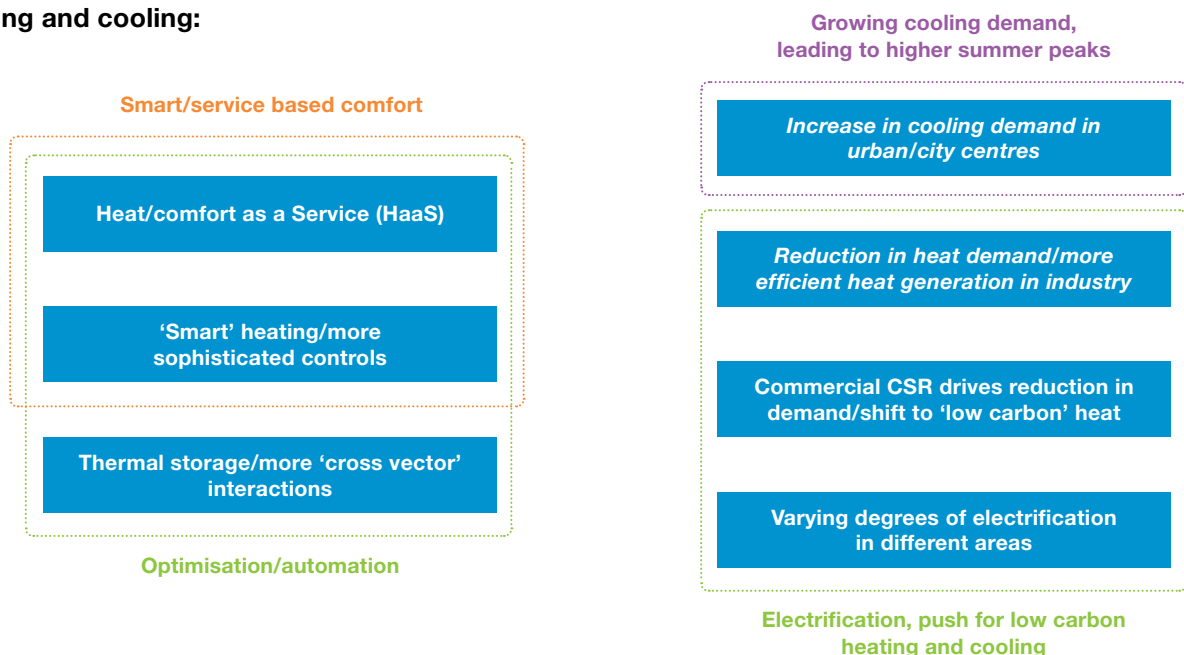 ng and cooling:
Smart/service based comfort
Heat/comfort as a Service (HaaS)
‘Smart’ heating/more
sophisticated controls
Thermal storage/more ‘cross vector’
interactions
Optimisation/automation
Growing cooling demand,
leading to higher summer peaks
Increase in cooling demand in
urban/city centres
Reduction in heat demand/more
efficient heat generation in industry
Commercial CSR drives reduction in
demand/shift to ‘low carbon’ heat
Varying degrees of electrification
in different areas
Electrification, push for low carbon
heating and cooling